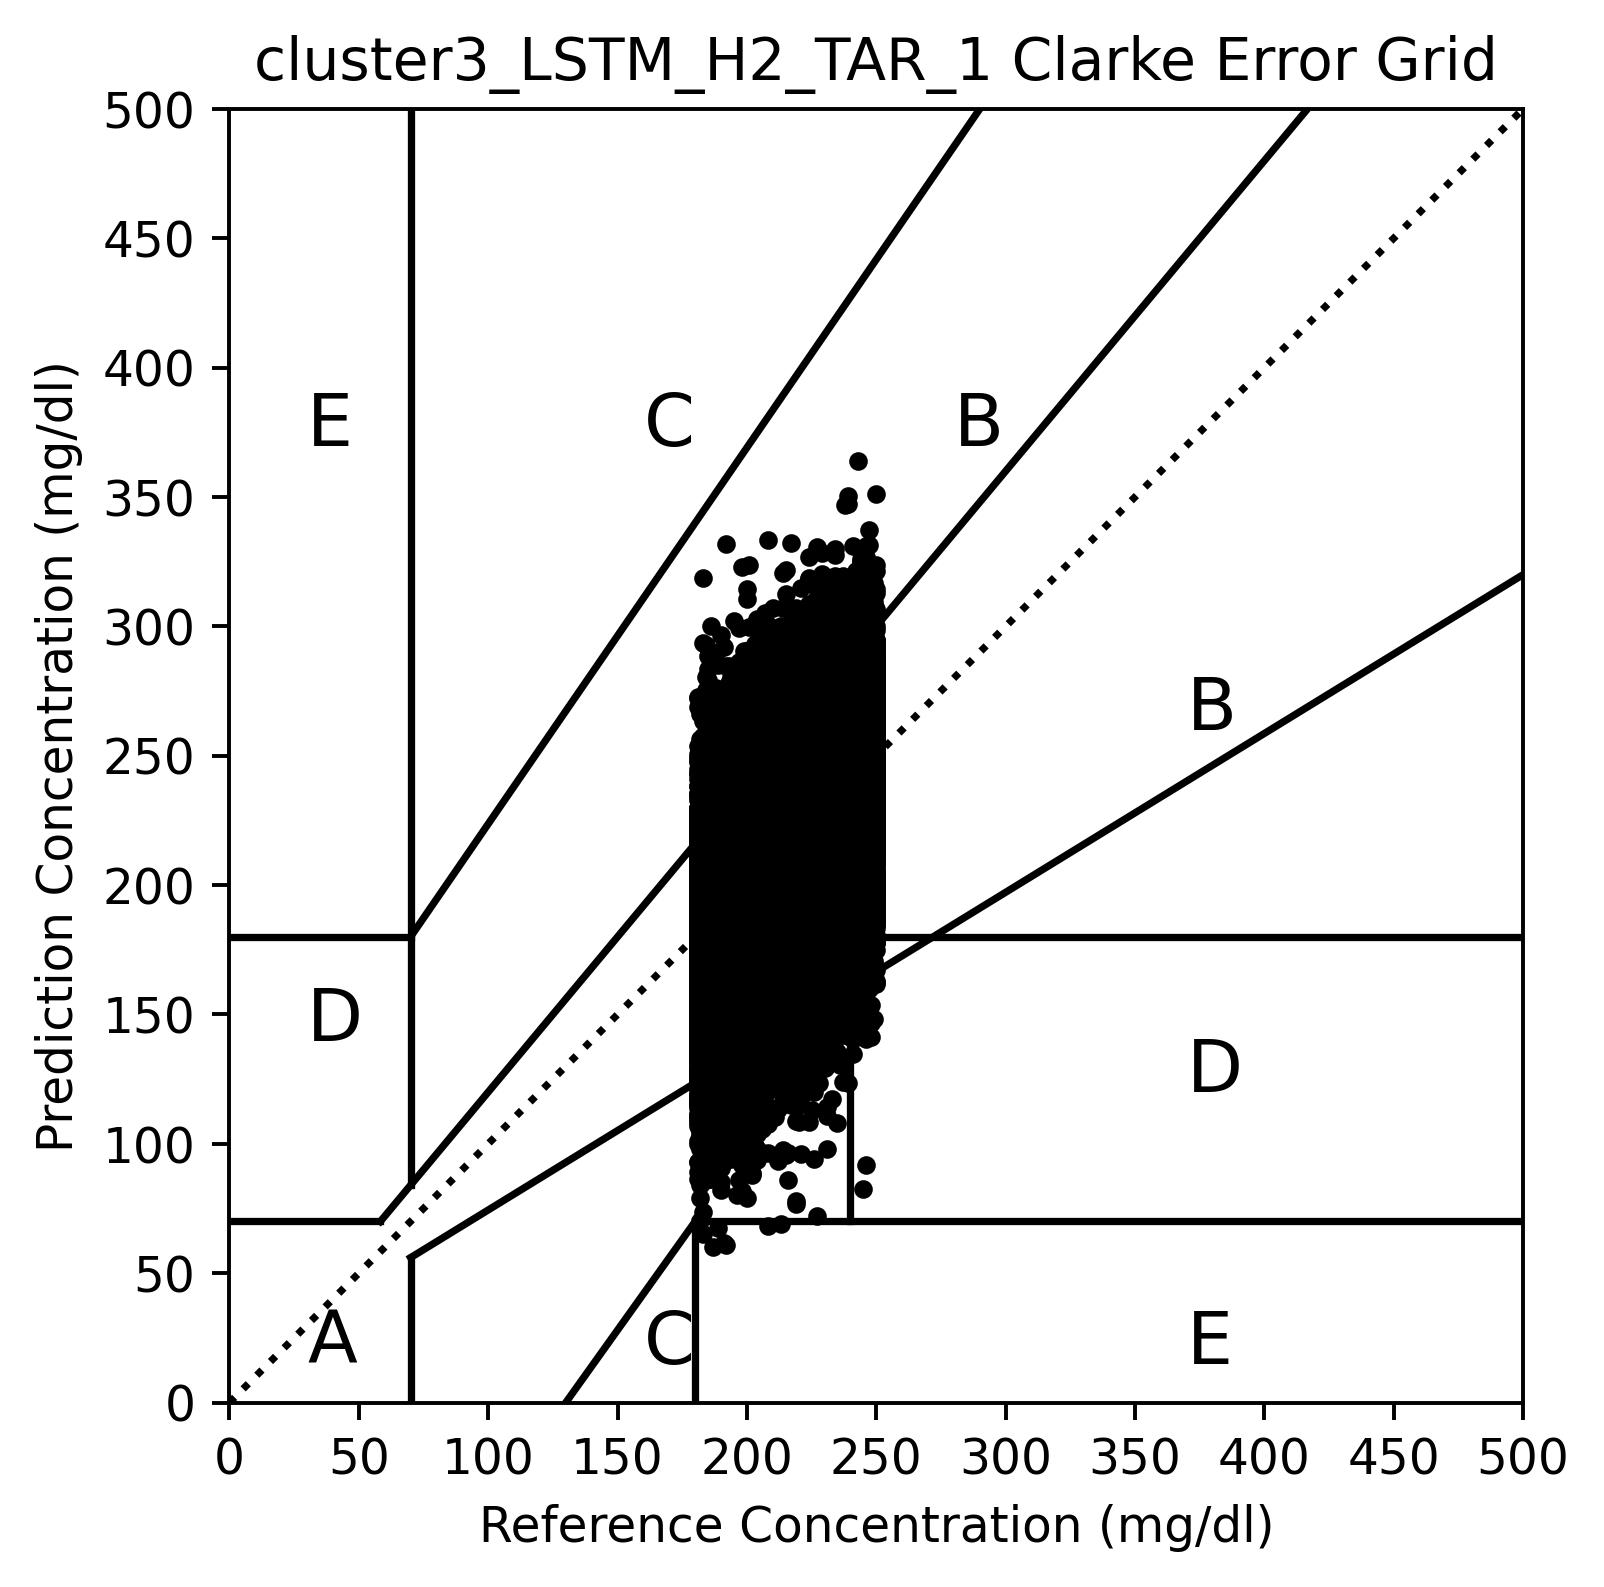 cluster3_LSTM_H2_TAR_1 Clarke Error Grid
500
450
400
350
300
250
200
150
100
50
0
Prediction Concentration (mg/dl)
E
C
B
B
D
D
A
C
E
0 50 100 150 200 250 300 350 400 450 500
Reference Concentration (mg/dl)